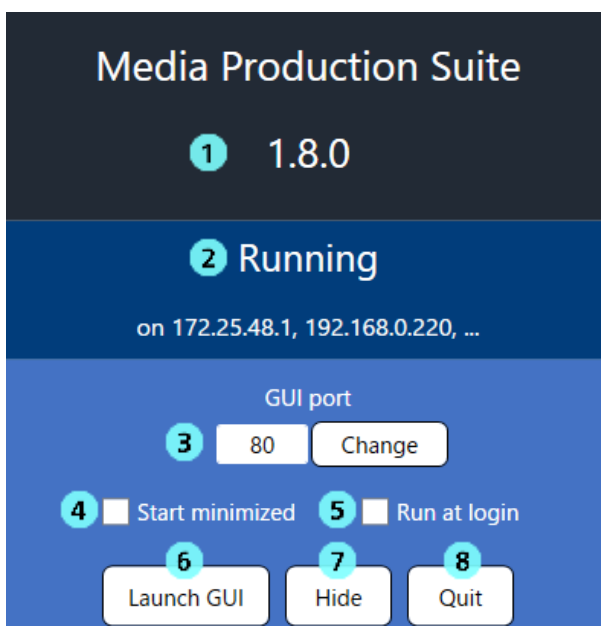 Media Production Suite
1 1.8.0
2 Running
on 172.25.48.1, 192.168.0.220, ...
GUI port
3 80 Change
4 Start minimized 5 Run at login
6 7 8
Launch GUI Hide Quit